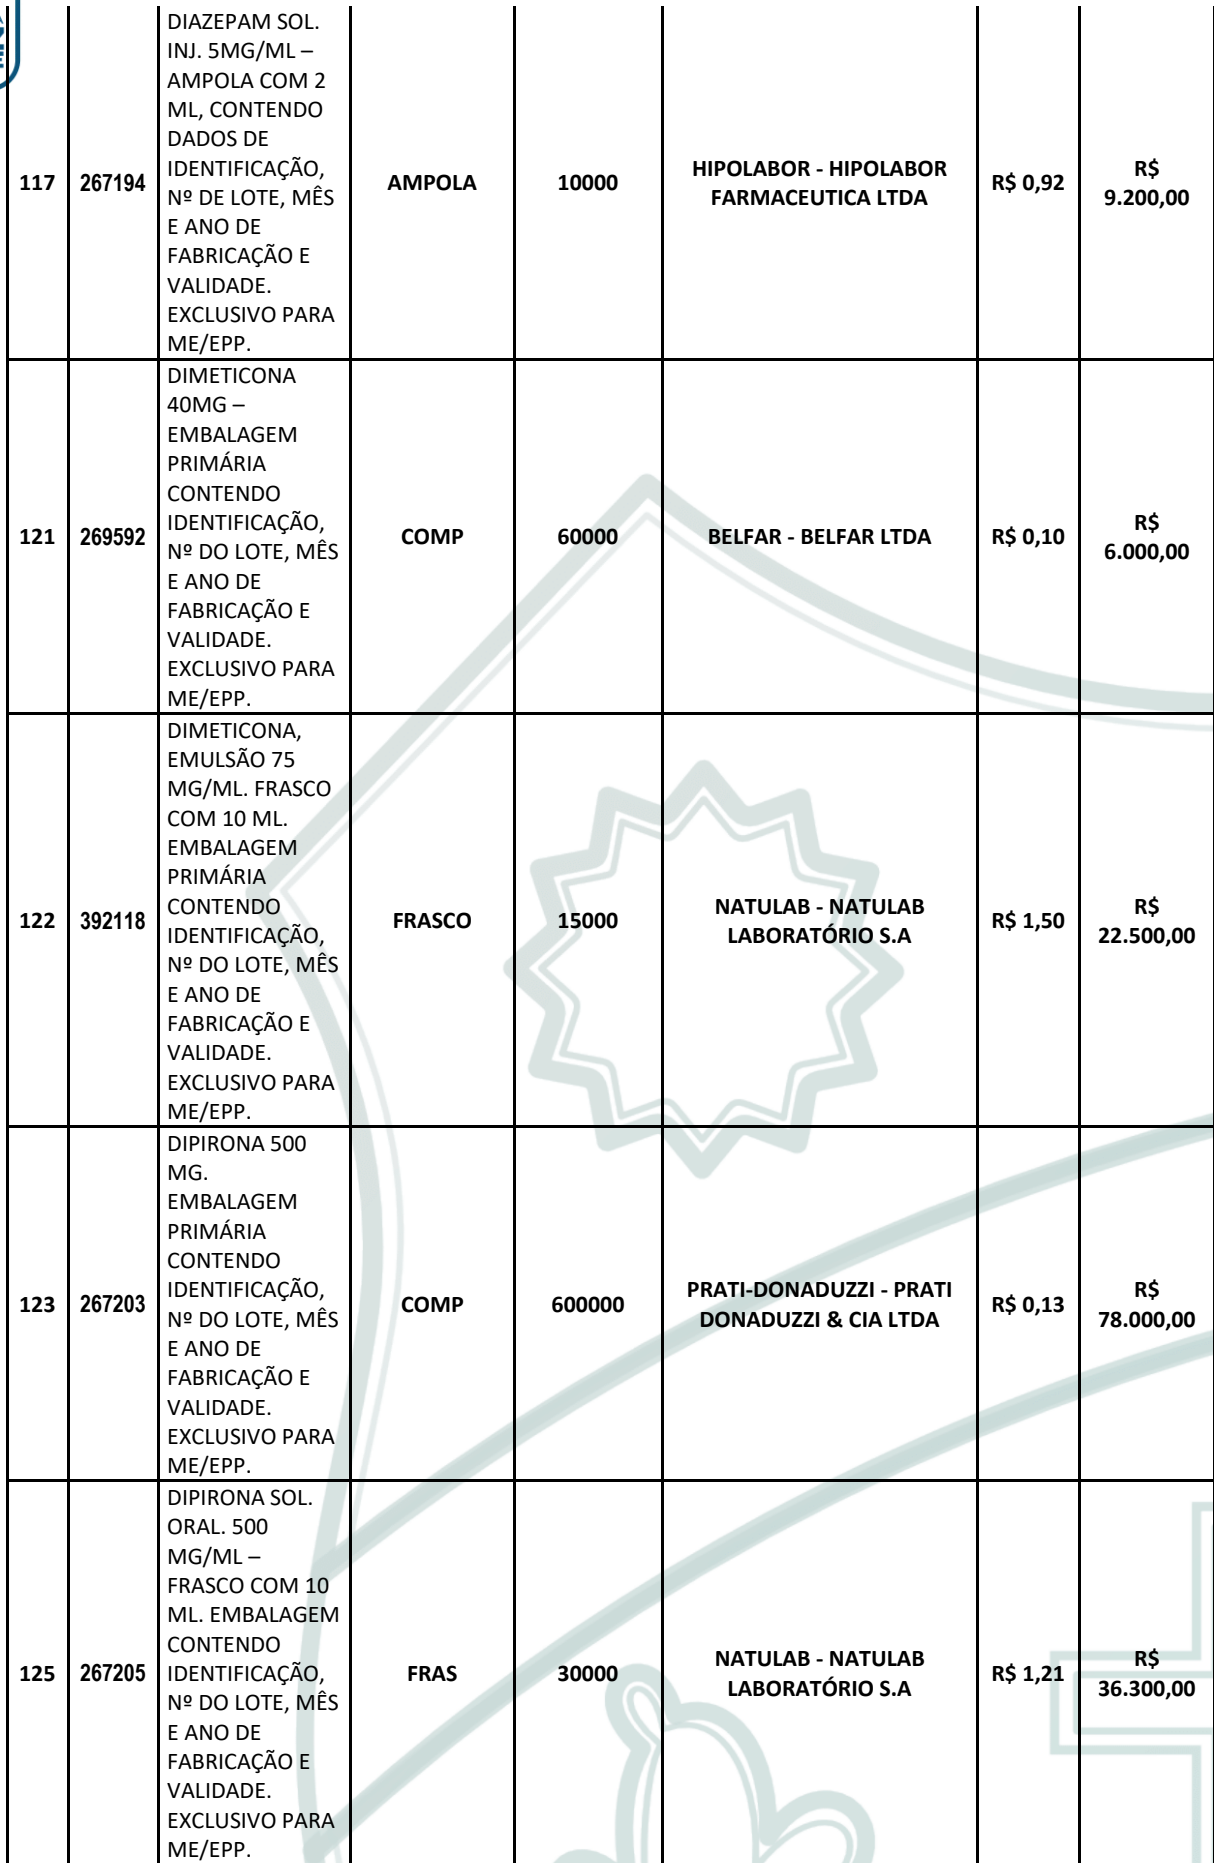 117
267194
DIAZEPAM SOL.
INJ. 5MG/ML –
AMPOLA COM 2
ML, CONTENDO
DADOS DE
IDENTIFICAÇÃO,
Nº DE LOTE, MÊS
E ANO DE
FABRICAÇÃO E
VALIDADE.
EXCLUSIVO PARA
ME/EPP.
AMPOLA
10000
HIPOLABOR - HIPOLABOR
FARMACEUTICA LTDA
R$ 0,92
R$
9.200,00
121
269592
DIMETICONA
40MG –
EMBALAGEM
PRIMÁRIA
CONTENDO
IDENTIFICAÇÃO,
Nº DO LOTE, MÊS
E ANO DE
FABRICAÇÃO E
VALIDADE.
EXCLUSIVO PARA
ME/EPP.
COMP
60000
BELFAR - BELFAR LTDA
R$ 0,10
R$
6.000,00
122
392118
DIMETICONA,
EMULSÃO 75
MG/ML. FRASCO
COM 10 ML.
EMBALAGEM
PRIMÁRIA
CONTENDO
IDENTIFICAÇÃO,
Nº DO LOTE, MÊS
E ANO DE
FABRICAÇÃO E
VALIDADE.
EXCLUSIVO PARA
ME/EPP.
FRASCO
15000
NATULAB - NATULAB
LABORATÓRIO S.A
R$ 1,50
R$
22.500,00
123
267203
DIPIRONA 500
MG.
EMBALAGEM
PRIMÁRIA
CONTENDO
IDENTIFICAÇÃO,
Nº DO LOTE, MÊS
E ANO DE
FABRICAÇÃO E
VALIDADE.
EXCLUSIVO PARA
ME/EPP.
COMP
600000
PRATI-DONADUZZI - PRATI
DONADUZZI & CIA LTDA
R$ 0,13
R$
78.000,00
125
267205
DIPIRONA SOL.
ORAL. 500
MG/ML –
FRASCO COM 10
ML. EMBALAGEM
CONTENDO
IDENTIFICAÇÃO,
Nº DO LOTE, MÊS
E ANO DE
FABRICAÇÃO E
VALIDADE.
EXCLUSIVO PARA
ME/EPP.
FRAS
30000
NATULAB - NATULAB
LABORATÓRIO S.A
R$ 1,21
R$
36.300,00